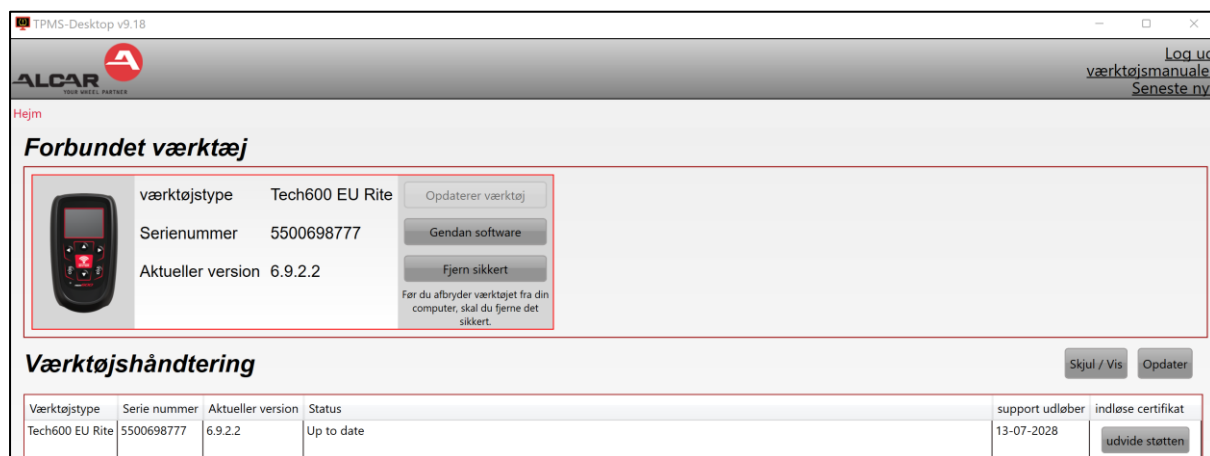 TPMS-Desktop v9.18
ALCAR
YOUR WHEEL PARTNER
Log ud
værktøjsmanuale
Seneste ny
Hejm
Forbundet værktæj
værktøjstype Tech600 EU Rite
Opdaterer værktøj
Serienummer 5500698777
Gendan software
Aktueller version 6.9.2.2
Fjern sikkert
Før du afbryder værktøjet fra din
computer, skal du fjerne det
sikkert.
Værktøjshåndtering
Skjul / Vis
Opdater
Værktøjstype Serie nummer Aktueller version Status support udløber indløse certifikat
Tech600 EU Rite 5500698777 6.9.2.2 Up to date 13-07-2028 udvide støtten